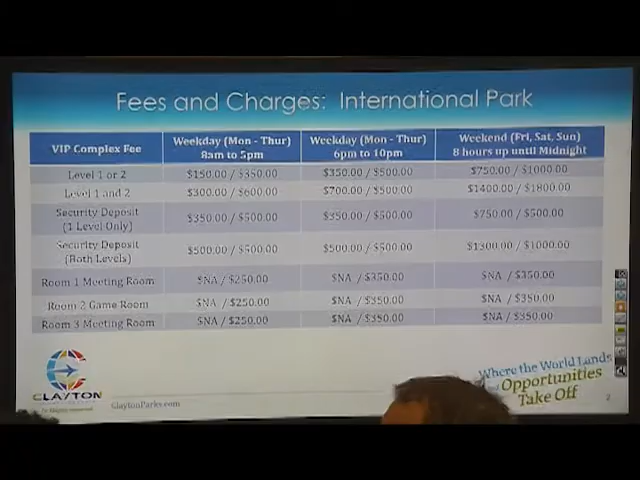 Fees and Charges: International Park
VIP Complex Fee
Weekday (Mon - Thur)
8am to 5pm
Weekday (Mon - Thur)
6pm to 10pm
Weekend (Fri, Sat, Sun)
8 hours up until Midnight
Level 1 or 2 $150.00 / $350.00 $350.00 / $500.00 $750.00 / $1000.00
Level 1 and 2 $300.00 / $600.00 $700.00 / $500.00 $1400.00 / $1800.00
Security Deposit
(1 Level Only)
$350.00 / $500.00 $350.00 / $500.00 $750.00 / $500.00
Security Deposit
(Both Levels)
$500.00 / $500.00 $500.00 / $500.00 $1300.00 / $1000.00
Room 1 Meeting Room $NA / $250.00 $NA / $350.00 $NA / $350.00
Room 2 Game Room $NA / $250.00 $NA / $350.00 $NA / $350.00
Room 3 Meeting Room $NA / $250.00 $NA / $350.00 $NA / $350.00
CLAYTON
ClaytonParks.com
Where the World Lands
Opportunities
Take Off
2